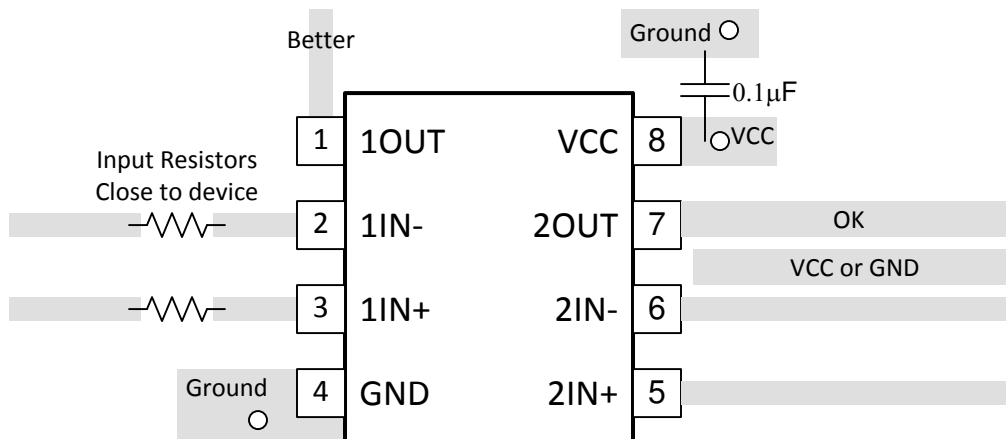 Better
Ground
0.1µF
1
1OUT
VCC
8
VCC
Input Resistors
Close to device
2
1IN-
2OUT
7
OK
VCC or GND
3
1IN+
2IN-
6
Ground
4
GND
2IN+
5